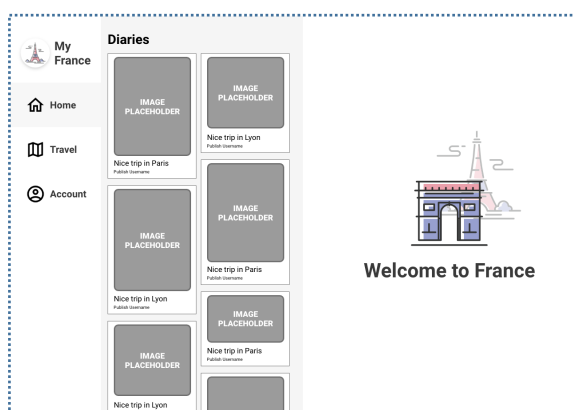 My
France
Home
Travel
Account
Diaries
IMAGE
PLACEHOLDER
Nice trip in Paris
Publish Username
IMAGE
PLACEHOLDER
Nice trip in Lyon
Publish Username
IMAGE
PLACEHOLDER
Nice trip in Lyon
IMAGE
PLACEHOLDER
Nice trip in Lyon
Publish Username
IMAGE
PLACEHOLDER
Nice trip in Paris
Publish Username
IMAGE
PLACEHOLDER
Nice trip in Paris
Publish Username
Welcome to France